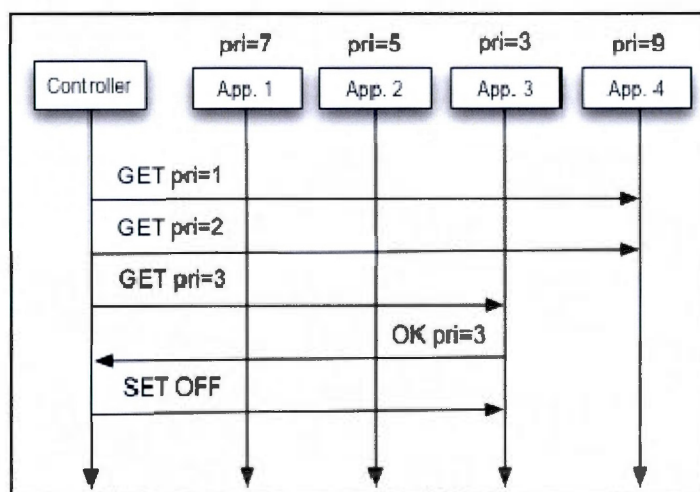 pri=7 pri=5 pri=3 pri=9
Controller App. 1 App. 2 App. 3 App. 4
GET pri=1
GET pri=2
GET pri=3
OK pri=3
SET OFF